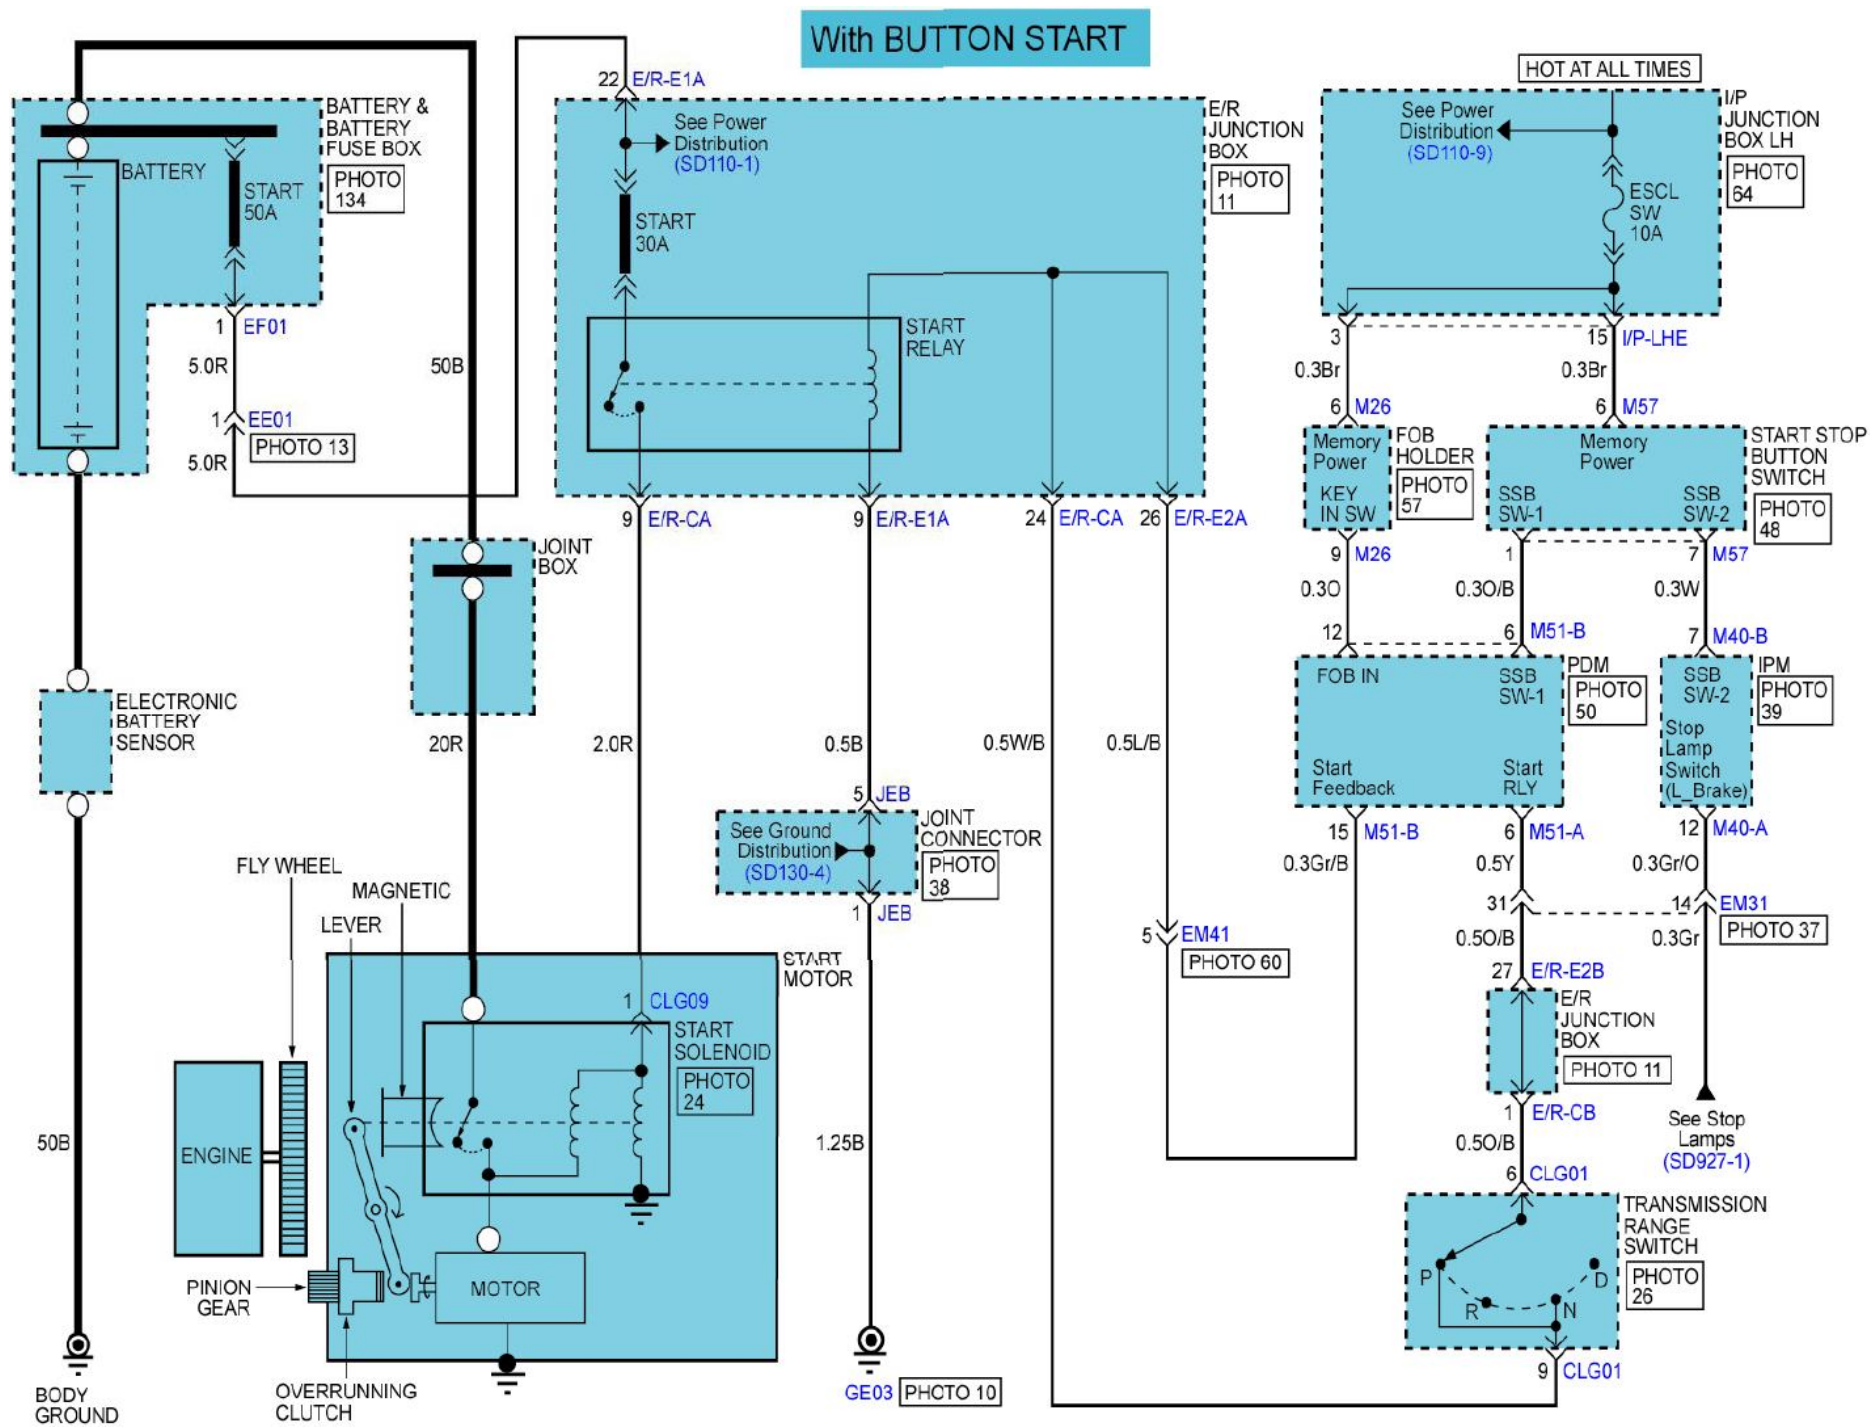 With BUTTON START
HOT AT ALL TIMES
22 E/R-E1A
BATTERY &
BATTERY
FUSE BOX
PHOTO
134
BATTERY
START
50A
See Power
Distribution
(SD110-1)
START
30A
E/R
JUNCTION
BOX
PHOTO
11
See Power
Distribution
(SD110-9)
ESCL
SW
10A
I/P
JUNCTION
BOX LH
PHOTO
64
START
RELAY
1 EF01
5.0R
1 EE01
PHOTO 13
5.0R
50B
3
15 I/P-LHE
0.3Br
0.3Br
6 M26
6 M57
Memory
Power
KEY
IN SW
FOB
HOLDER
PHOTO
57
Memory
Power
SSB
SW-1
SSB
SW-2
START STOP
BUTTON
SWITCH
PHOTO
48
9 E/R-CA
9 E/R-E1A
24 E/R-CA
26 E/R-E2A
JOINT
BOX
9 M26
1
7 M57
0.3O
0.3O/B
0.3W
12
6 M51-B
7 M40-B
FOB IN
SSB
SW-1
Start
Feedback
Start
RLY
PDM
PHOTO
50
SSB
SW-2
Stop
Lamp
Switch
(L_Brake)
IPM
PHOTO
39
ELECTRONIC
BATTERY
SENSOR
20R
2.0R
0.5B
0.5W/B
0.5L/B
5 JEB
See Ground
Distribution
(SD130-4)
JOINT
CONNECTOR
PHOTO
38
1 JEB
15 M51-B
6 M51-A
12 M40-A
0.3Gr/B
0.5Y
0.3Gr/O
31
14 EM31
PHOTO 37
0.5O/B
0.3Gr
5 EM41
PHOTO 60
27 E/R-E2B
E/R
JUNCTION
BOX
PHOTO 11
1 E/R-CB
0.5O/B
See Stop
Lamps
(SD927-1)
6 CLG01
FLY WHEEL
MAGNETIC
LEVER
START
MOTOR
1 CLG09
START
SOLENOID
PHOTO
24
50B
ENGINE
1.25B
PINION
GEAR
MOTOR
OVERRUNNING
CLUTCH
BODY
GROUND
GE03 PHOTO 10
P
R
N
D
TRANSMISSION
RANGE
SWITCH
PHOTO
26
9 CLG01